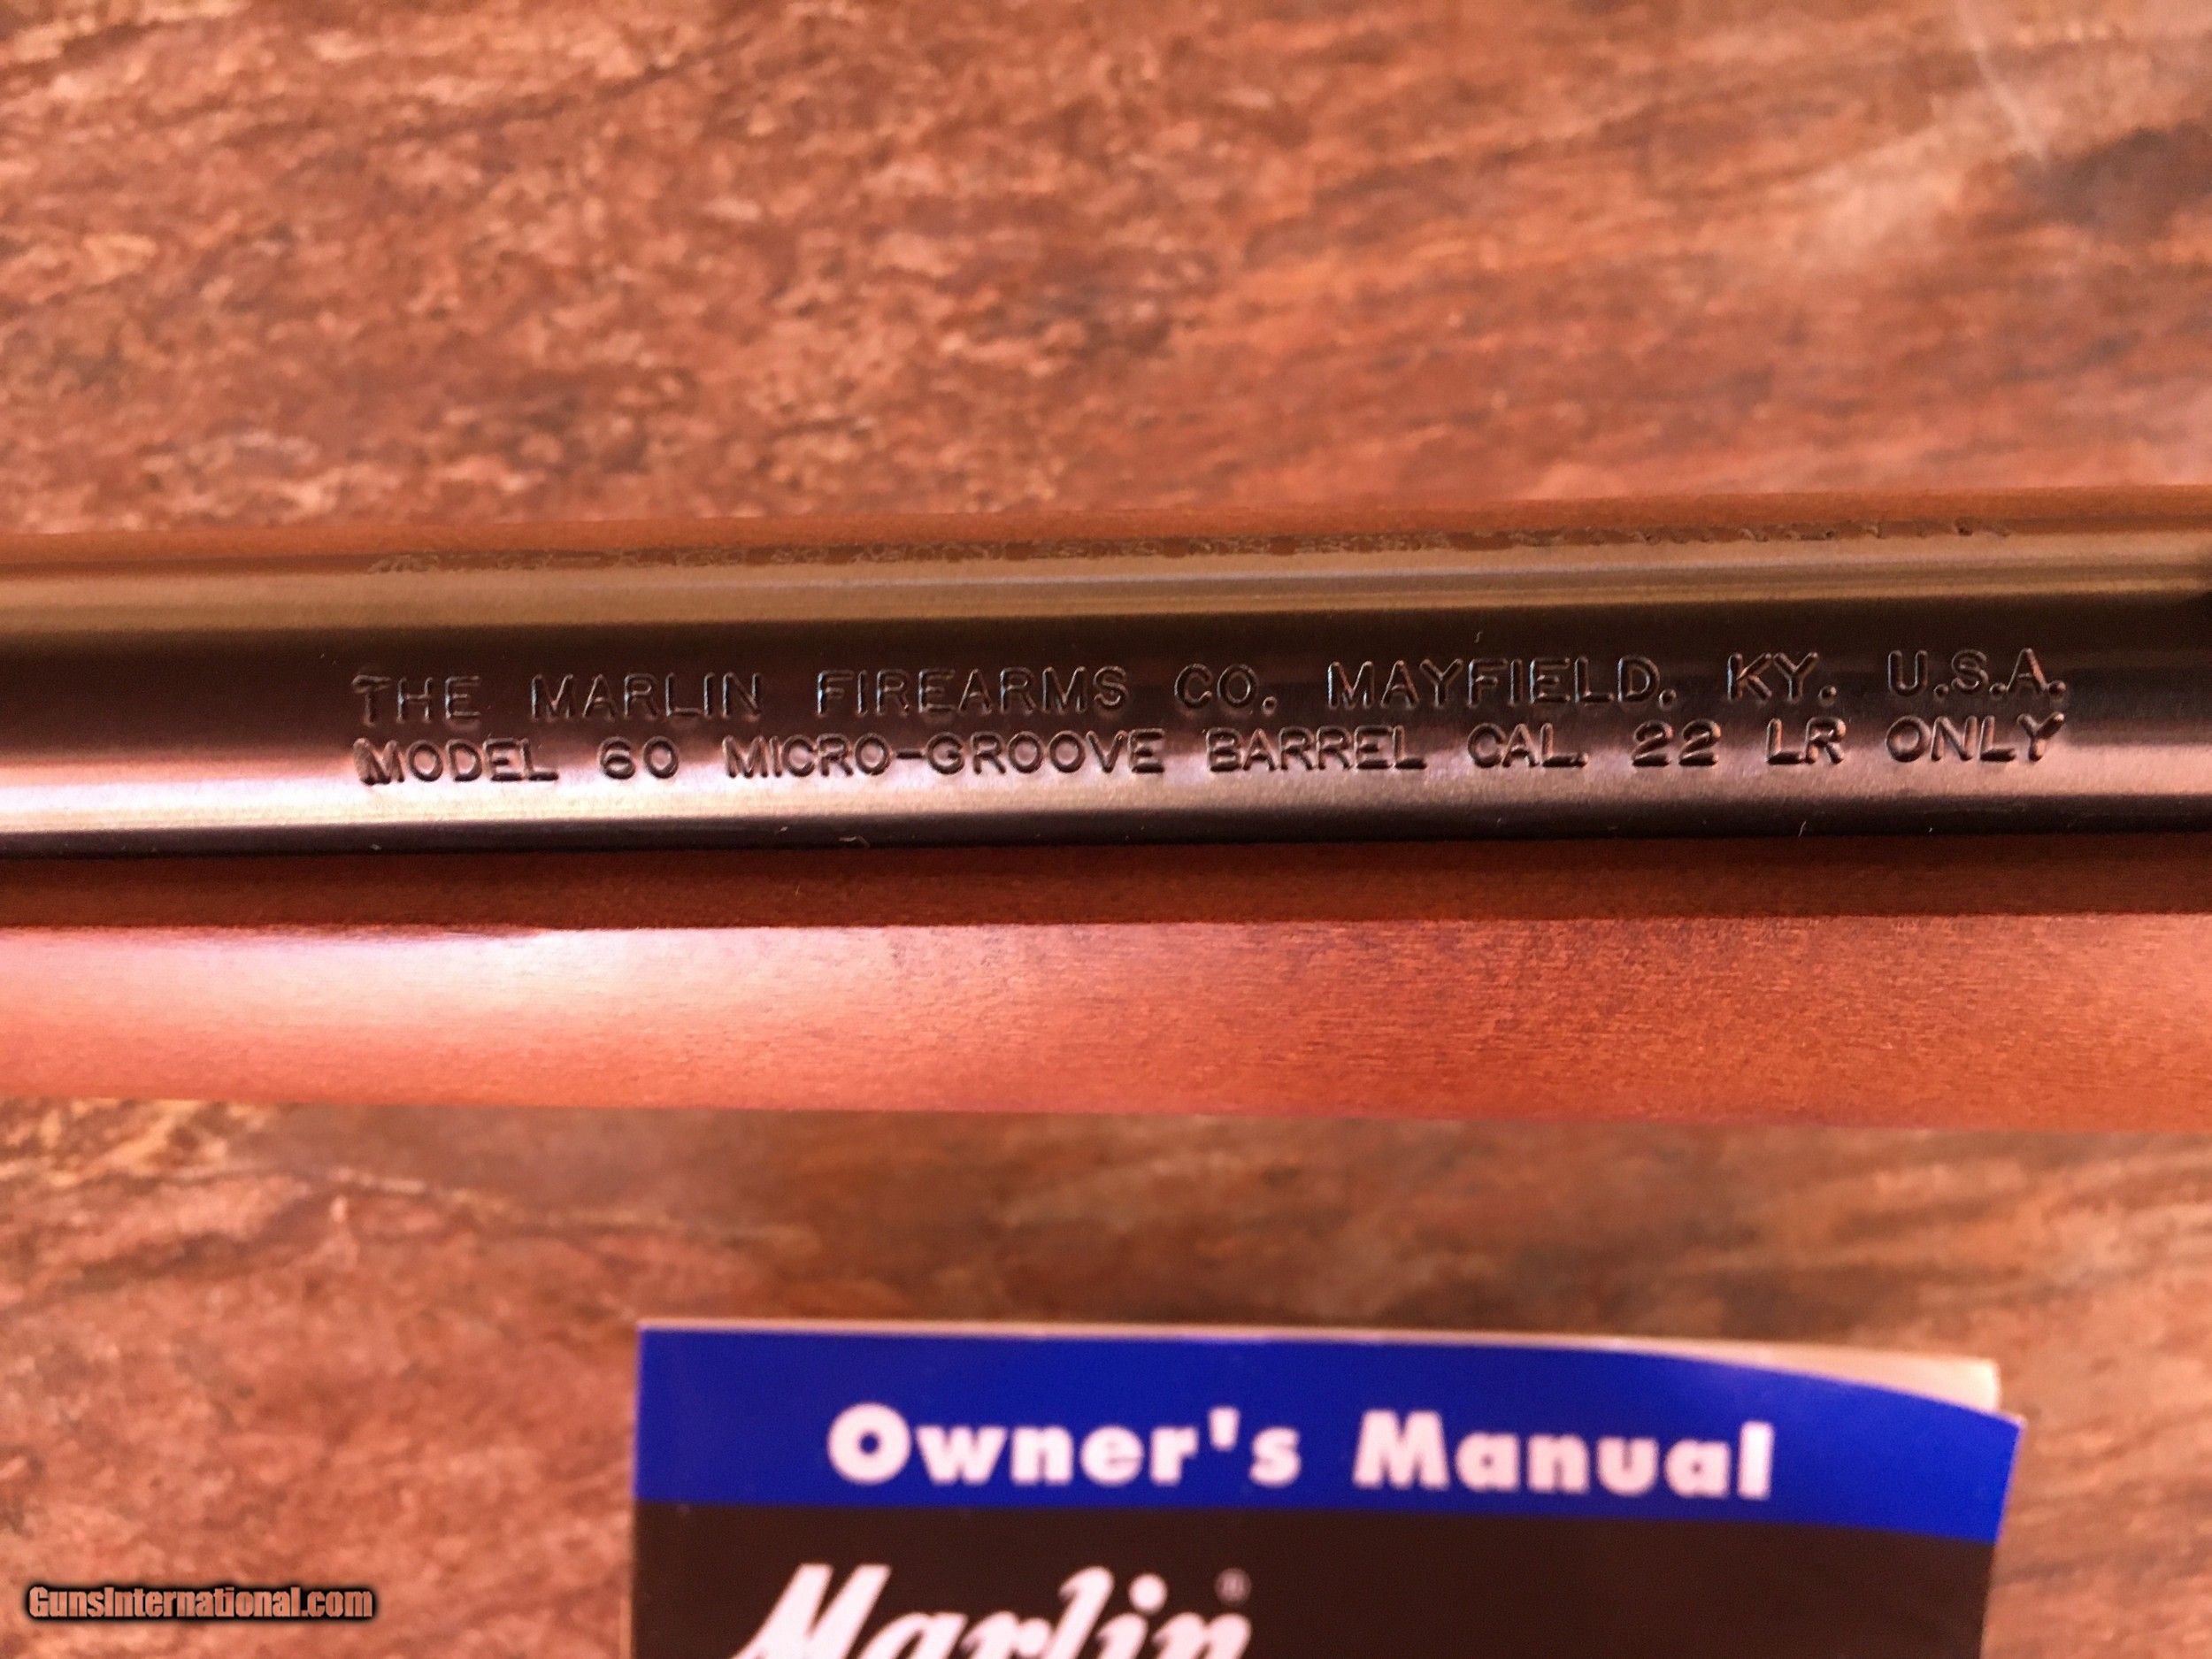 THE MARLIN FIREARMS CO. MAYFIELD, KY. U.S.A.
MODEL 60 MICRO-GROOVE BARREL CAL. 22 LR ONLY
Owner's Manual
Marlin®
GunsInternational.com